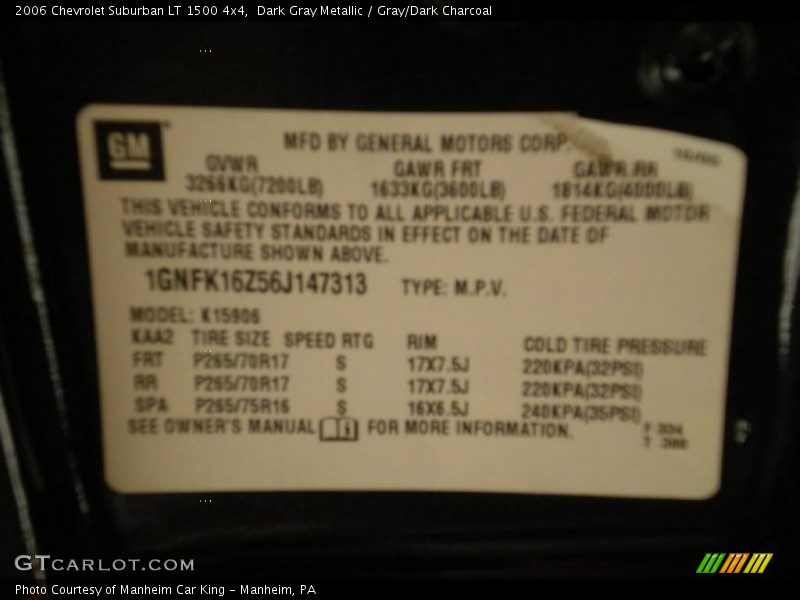 2006 Chevrolet Suburban LT 1500 4x4,  Dark Gray Metallic / Gray/Dark Charcoal
GM
MFD BY GENERAL MOTORS CORP.
GVWR GAWR FRT GAWR RR
3266KG(7200LB) 1633KG(3600LB) 1814KG(4000LB)
THIS VEHICLE CONFORMS TO ALL APPLICABLE U.S. FEDERAL MOTOR
VEHICLE SAFETY STANDARDS IN EFFECT ON THE DATE OF
MANUFACTURE SHOWN ABOVE.
1GNFK16Z56J147313 TYPE: M.P.V.
MODEL: K15906
KAA2 TIRE SIZE SPEED RTG RIM COLD TIRE PRESSURE
FRT P265/70R17 S 17X7.5J 220KPA(32PSI)
RR P265/70R17 S 17X7.5J 220KPA(32PSI)
SPA P265/75R16 S 16X6.5J 240KPA(35PSI)
SEE OWNER'S MANUAL FOR MORE INFORMATION.
F
T
GTCARLOT.COM
Photo Courtesy of Manheim Car King - Manheim, PA